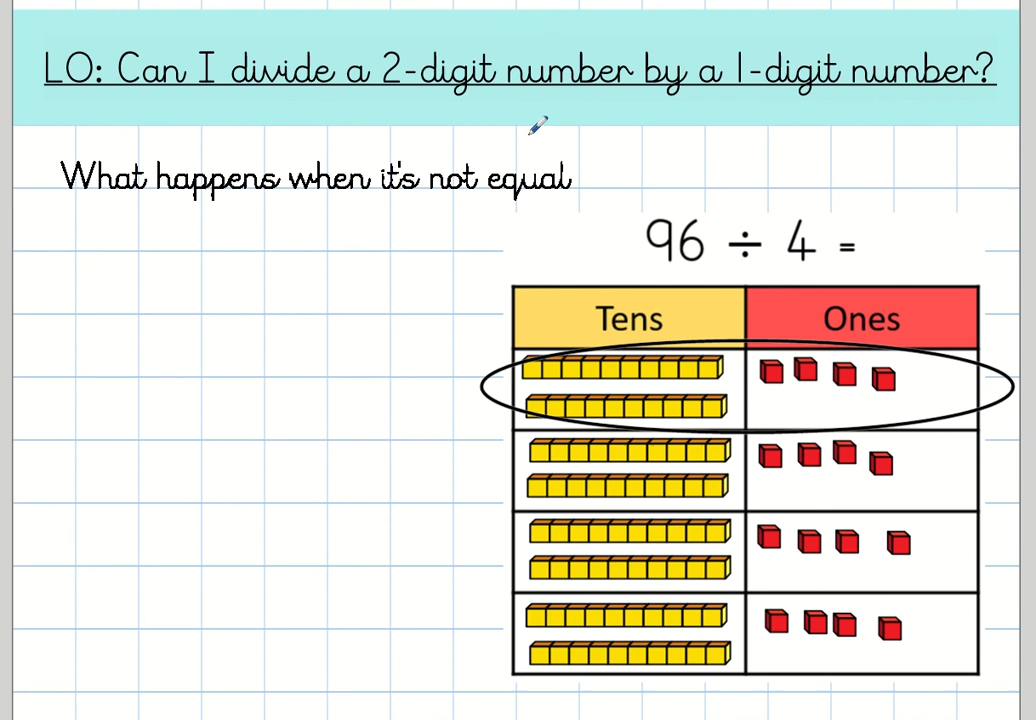 LO: Can I divide a 2-digit number by a 1-digit number?
What happens when it's not equal
96 ÷ 4 =
Tens Ones